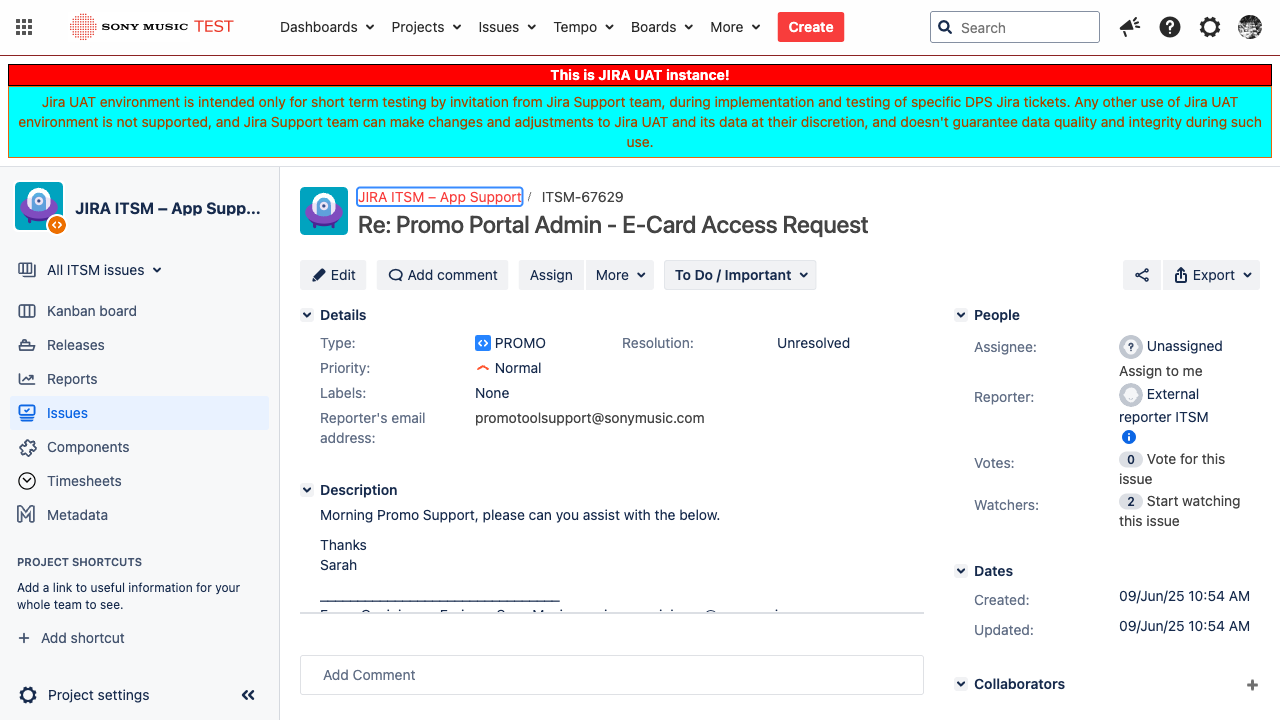 SONY MUSIC TEST
Dashboards Projects Issues Tempo Boards More Create Search
This is JIRA UAT instance!
Jira UAT environment is intended only for short term testing by invitation from Jira Support team, during implementation and testing of specific DPS Jira tickets. Any other use of Jira UAT
environment is not supported, and Jira Support team can make changes and adjustments to Jira UAT and its data at their discretion, and doesn't guarantee data quality and integrity during such
use.
JIRA ITSM – App Supp...
All ITSM issues
Kanban board
Releases
Reports
Issues
Components
Timesheets
Metadata
PROJECT SHORTCUTS
Add a link to useful information for your
whole team to see.
Add shortcut
Project settings
JIRA ITSM – App Support / ITSM-67629
Re: Promo Portal Admin - E-Card Access Request
Edit Add comment Assign More To Do / Important Export
Details
Type: PROMO Resolution: Unresolved
Priority: Normal
Labels: None
Reporter's email
address: promotoolsupport@sonymusic.com
Description
Morning Promo Support, please can you assist with the below.
Thanks
Sarah
Add Comment
People
Assignee: Unassigned
Assign to me
Reporter: External
reporter ITSM
Votes: 0 Vote for this
issue
Watchers: 2 Start watching
this issue
Dates
Created: 09/Jun/25 10:54 AM
Updated: 09/Jun/25 10:54 AM
Collaborators